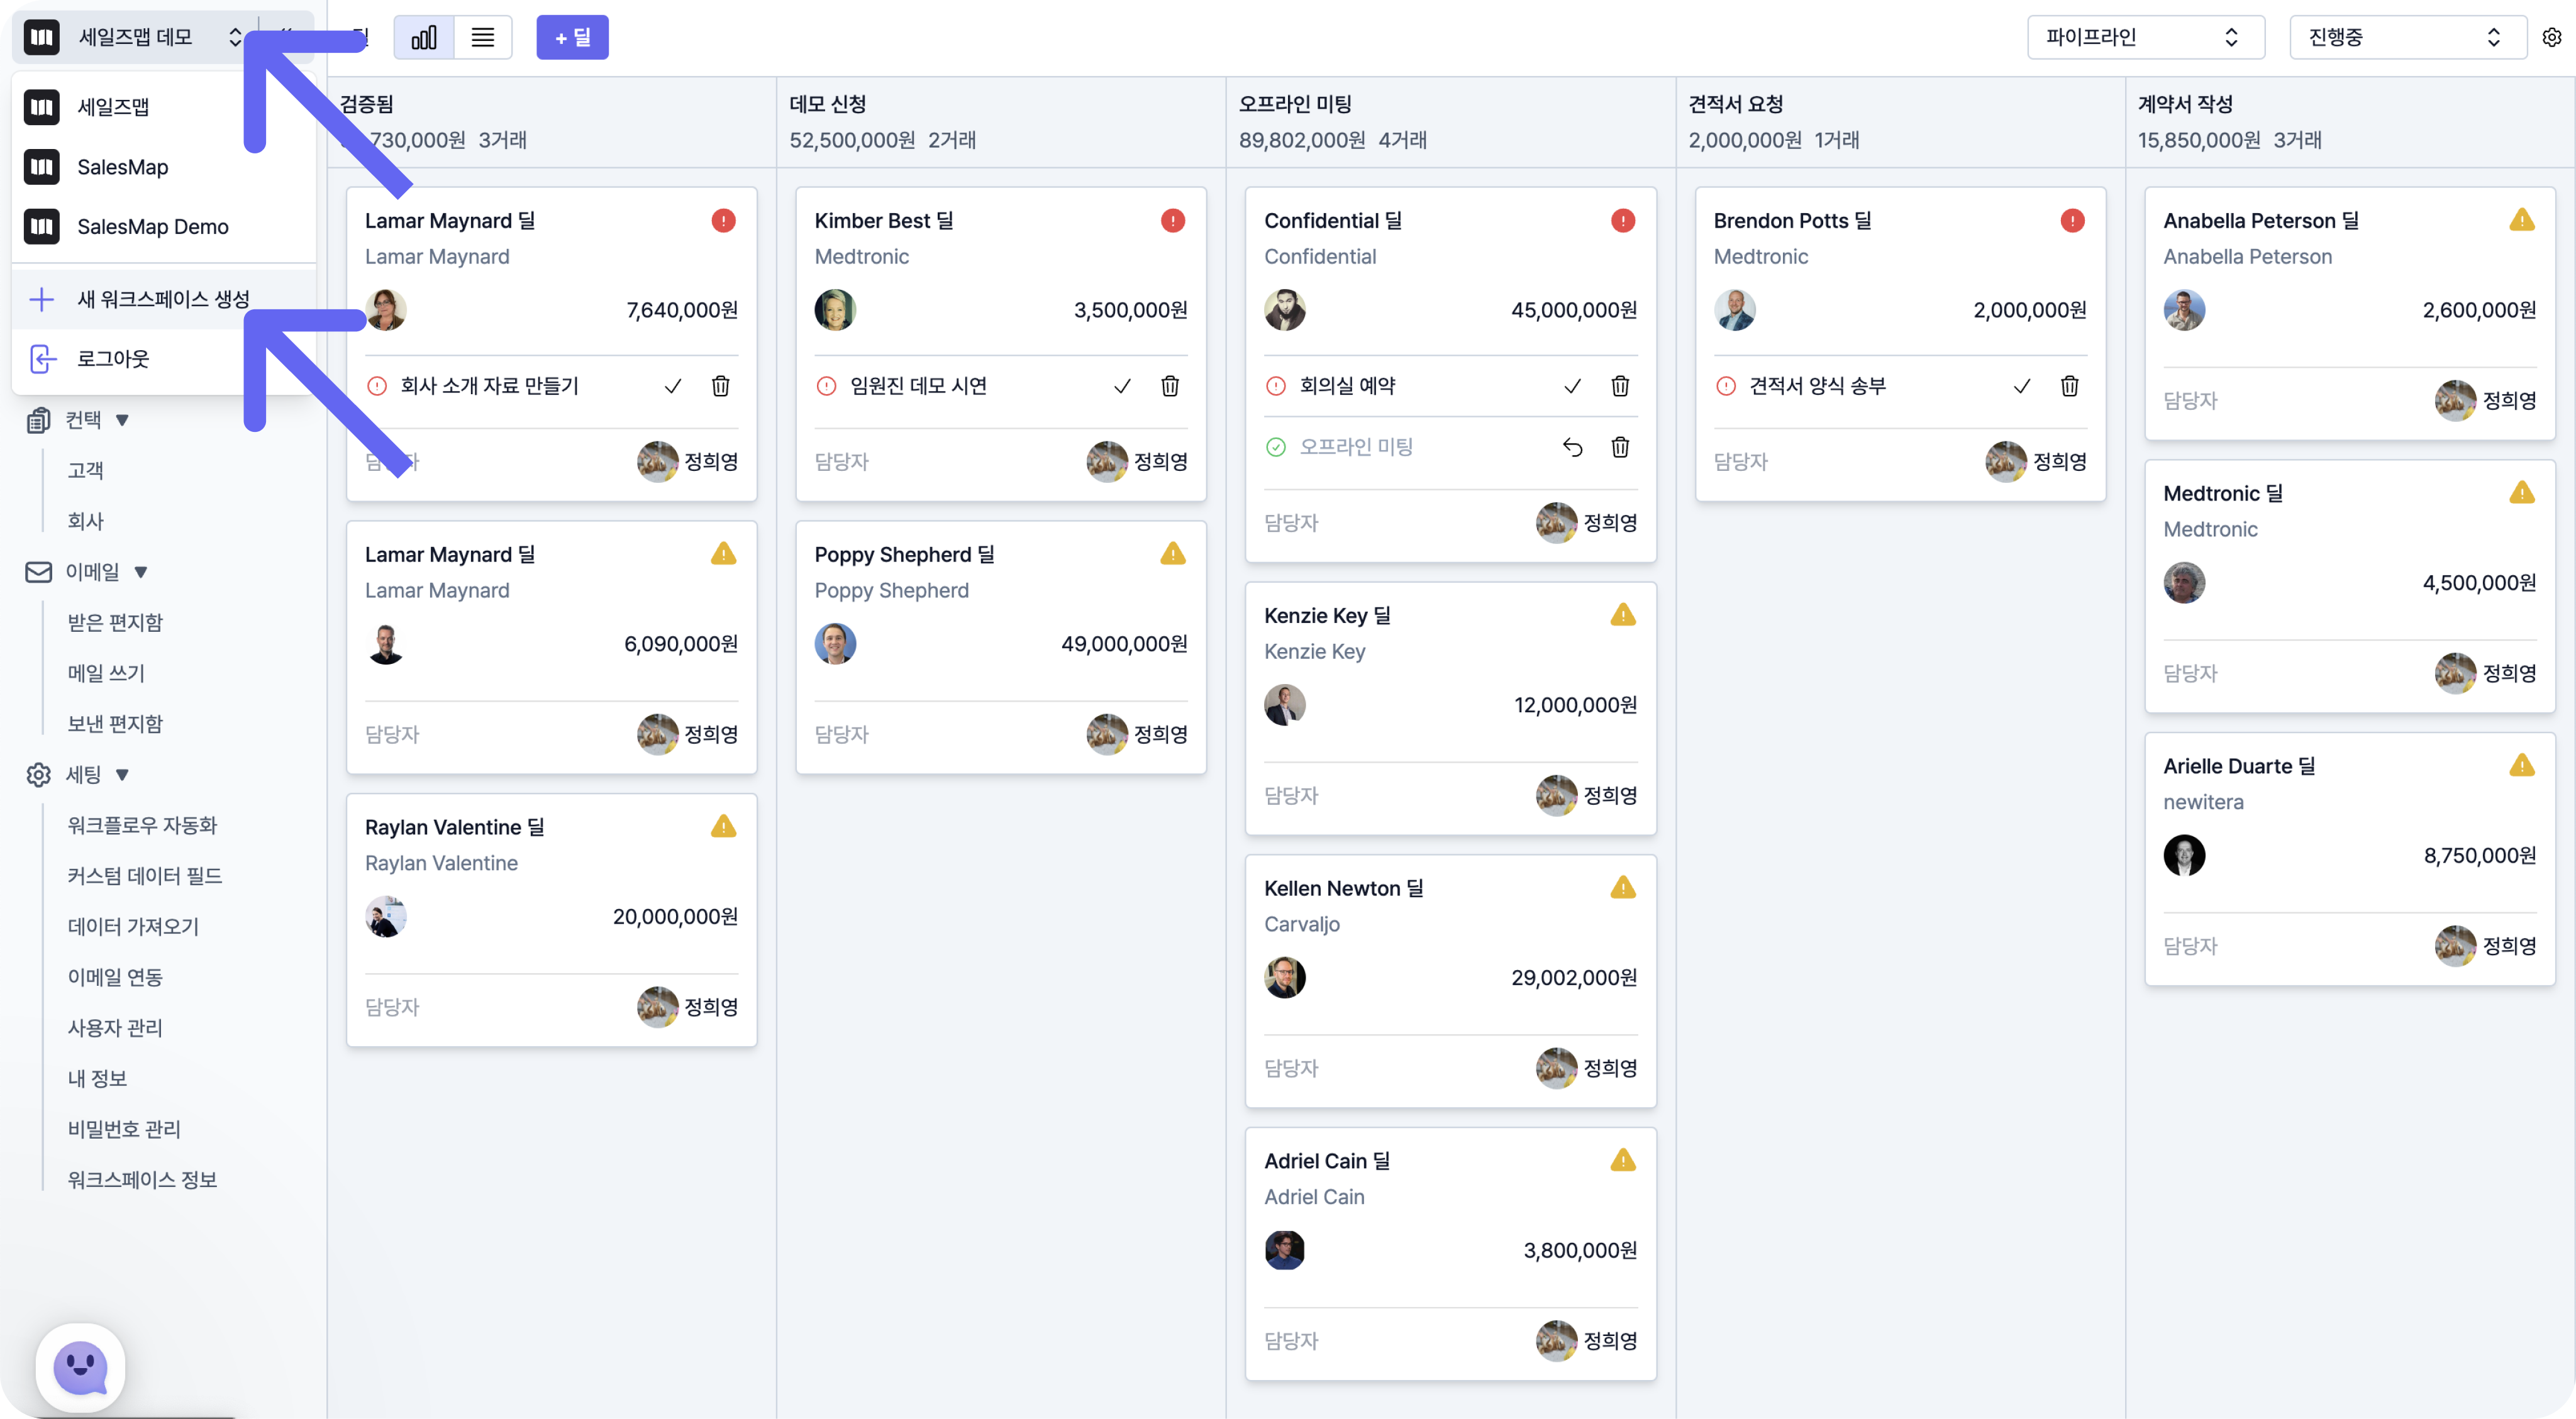 세일즈맵 데모
딜
+ 딜
파이프라인
진행중
세일즈맵
SalesMap
SalesMap Demo
새 워크스페이스 생성
로그아웃
컨택 ▼
고객
회사
이메일 ▼
받은 편지함
메일 쓰기
보낸 편지함
세팅 ▼
워크플로우 자동화
커스텀 데이터 필드
데이터 가져오기
이메일 연동
사용자 관리
내 정보
비밀번호 관리
워크스페이스 정보
검증됨
730,000원 3거래
Lamar Maynard 딜
Lamar Maynard
7,640,000원
회사 소개 자료 만들기
담당자
정희영
Lamar Maynard 딜
Lamar Maynard
6,090,000원
담당자
정희영
Raylan Valentine 딜
Raylan Valentine
20,000,000원
담당자
정희영
데모 신청
52,500,000원 2거래
Kimber Best 딜
Medtronic
3,500,000원
임원진 데모 시연
담당자
정희영
Poppy Shepherd 딜
Poppy Shepherd
49,000,000원
담당자
정희영
오프라인 미팅
89,802,000원 4거래
Confidential 딜
Confidential
45,000,000원
회의실 예약
오프라인 미팅
담당자
정희영
Kenzie Key 딜
Kenzie Key
12,000,000원
담당자
정희영
Kellen Newton 딜
Carvaljo
29,002,000원
담당자
정희영
Adriel Cain 딜
Adriel Cain
3,800,000원
담당자
정희영
견적서 요청
2,000,000원 1거래
Brendon Potts 딜
Medtronic
2,000,000원
견적서 양식 송부
담당자
정희영
계약서 작성
15,850,000원 3거래
Anabella Peterson 딜
Anabella Peterson
2,600,000원
담당자
정희영
Medtronic 딜
Medtronic
4,500,000원
담당자
정희영
Arielle Duarte 딜
newitera
8,750,000원
담당자
정희영